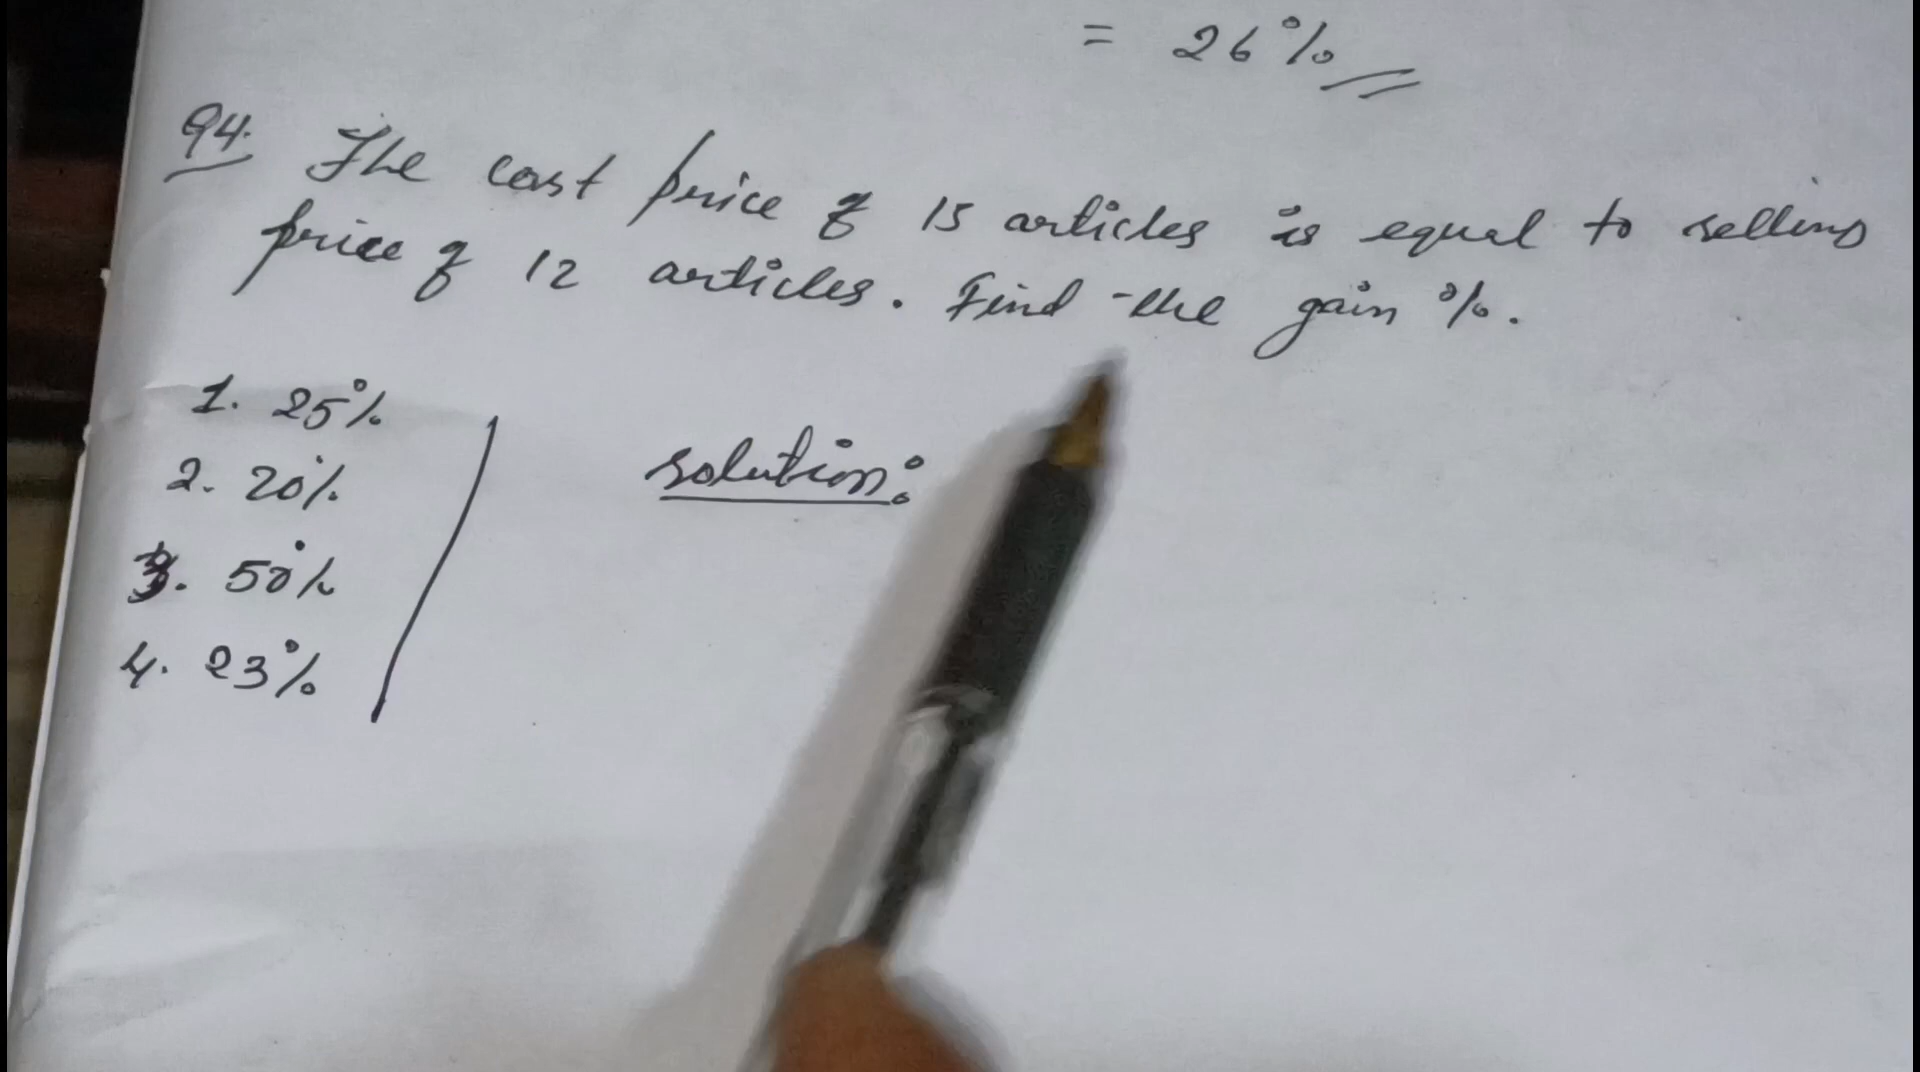 = 26%
Q4. The cost price of 15 articles is equal to selling
price of 12 articles. Find the gain %.
1. 25%
2. 20%
solution:
3. 50%
4. 23%